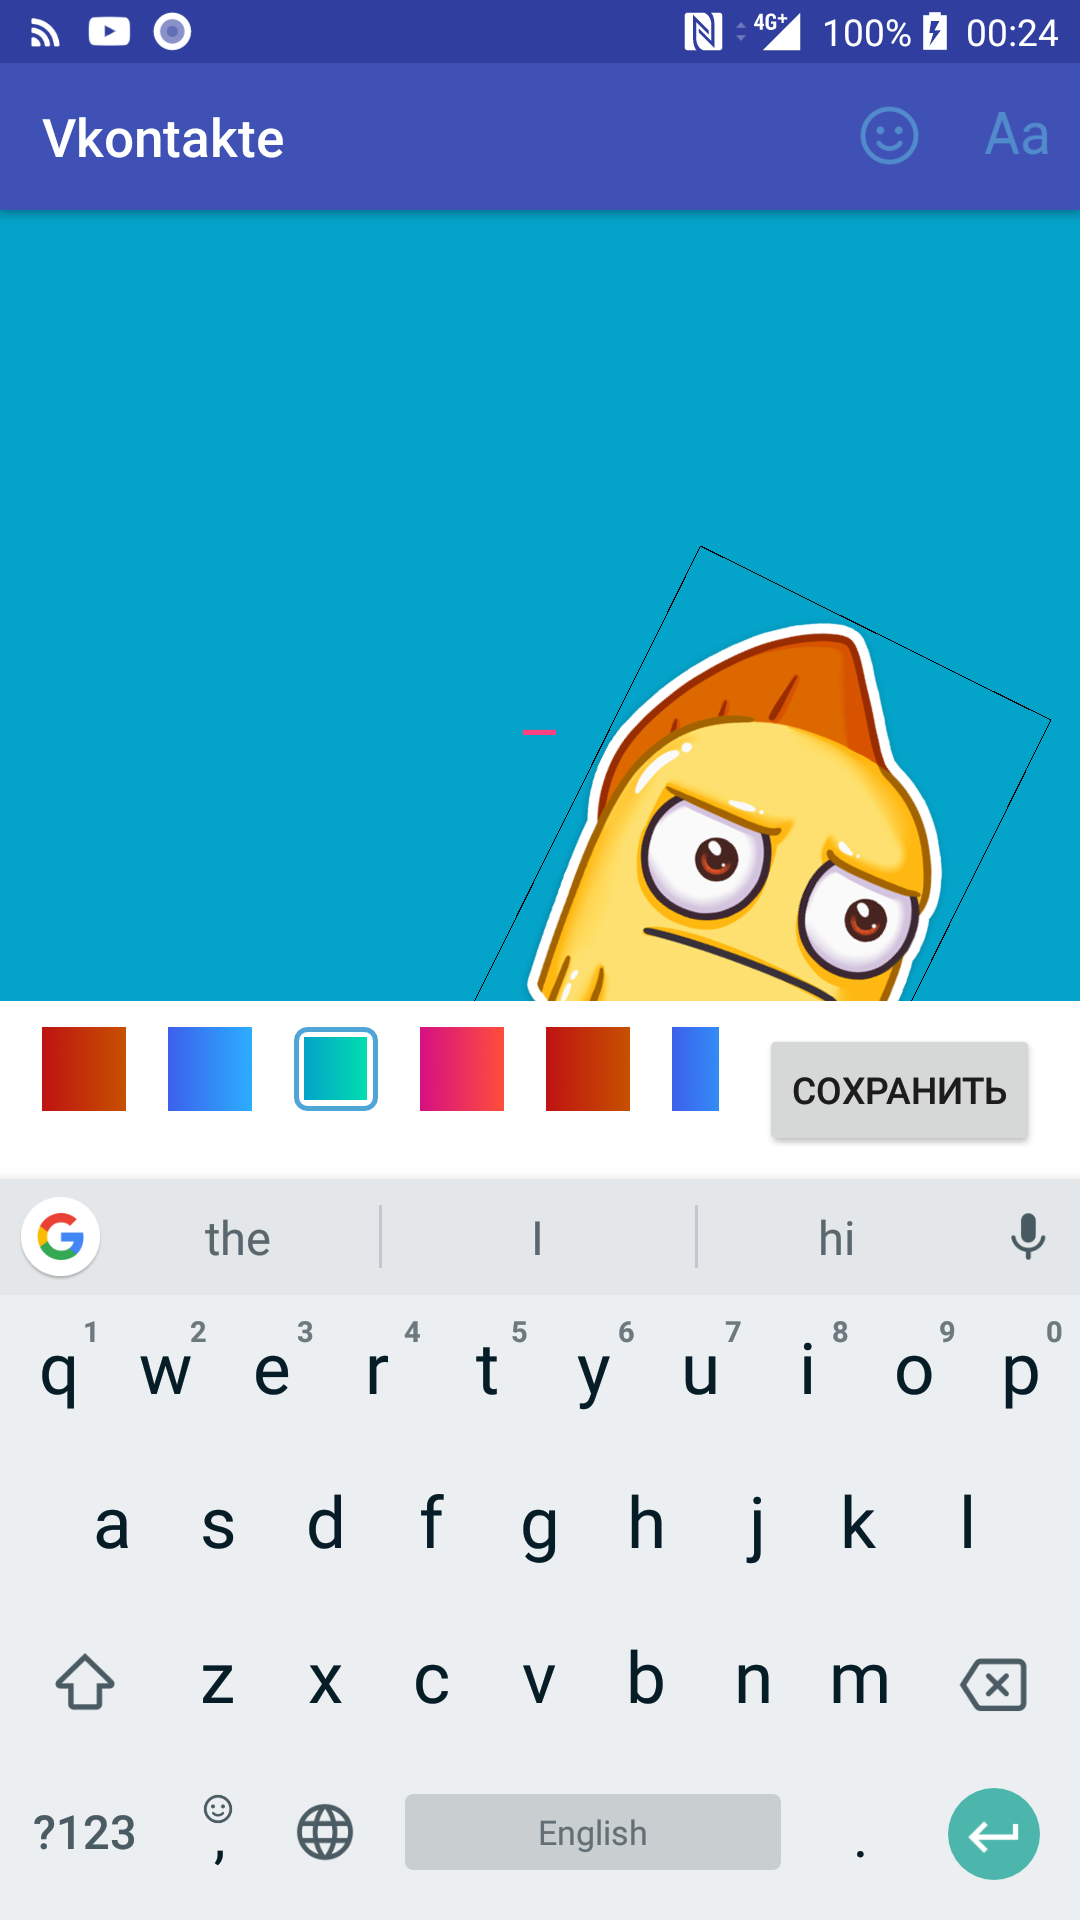 4G+ 100% 00:24
Vkontakte Aa
СОХРАНИТЬ
the I hi
1 2 3 4 5 6 7 8 9 0
q w e r t y u i o p
a s d f g h j k l
z x c v b n m
?123 , English .